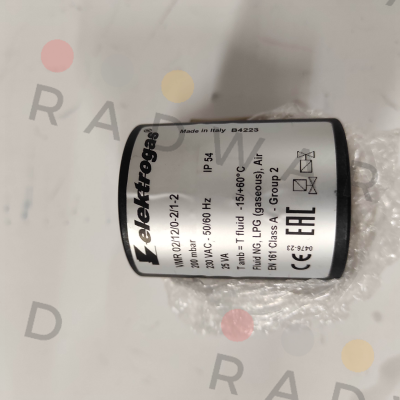 Made in Italy B4223
elektrogas®
VMR 02/12/0-2/1-2
200 mbar IP 54
230 VAC - 50/60 Hz
25 VA
T amb = T fluid -15/+60°C
Fluid NG, LPG (gaseous), Air
EN 161 Class A - Group 2
CE EAC
0476-23
RADWAR
D RADW